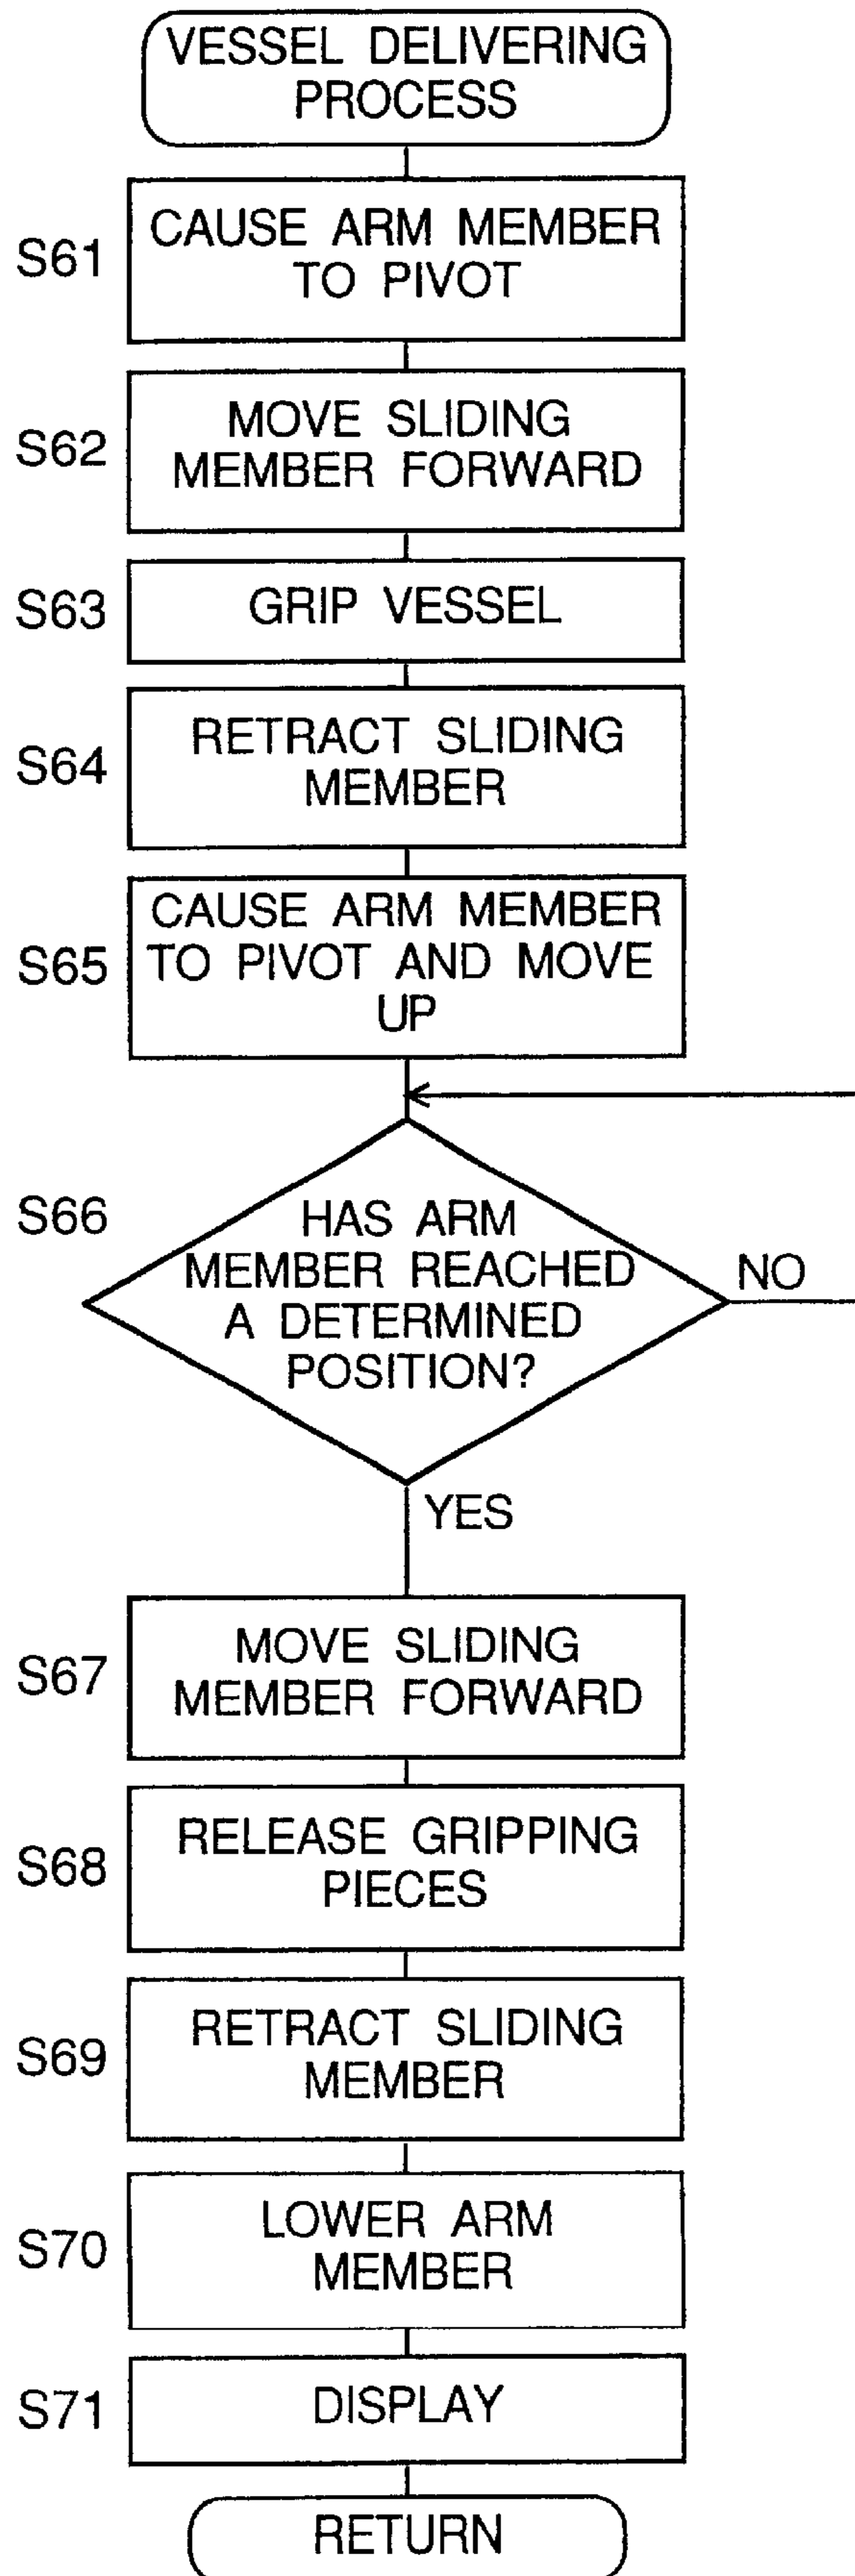 VESSEL DELIVERING
PROCESS
S61
CAUSE ARM MEMBER
TO PIVOT
S62
MOVE SLIDING
MEMBER FORWARD
S63
GRIP VESSEL
S64
RETRACT SLIDING
MEMBER
S65
CAUSE ARM MEMBER
TO PIVOT AND MOVE
UP
S66
HAS ARM
MEMBER REACHED
A DETERMINED
POSITION?
NO
YES
S67
MOVE SLIDING
MEMBER FORWARD
S68
RELEASE GRIPPING
PIECES
S69
RETRACT SLIDING
MEMBER
S70
LOWER ARM
MEMBER
S71
DISPLAY
RETURN